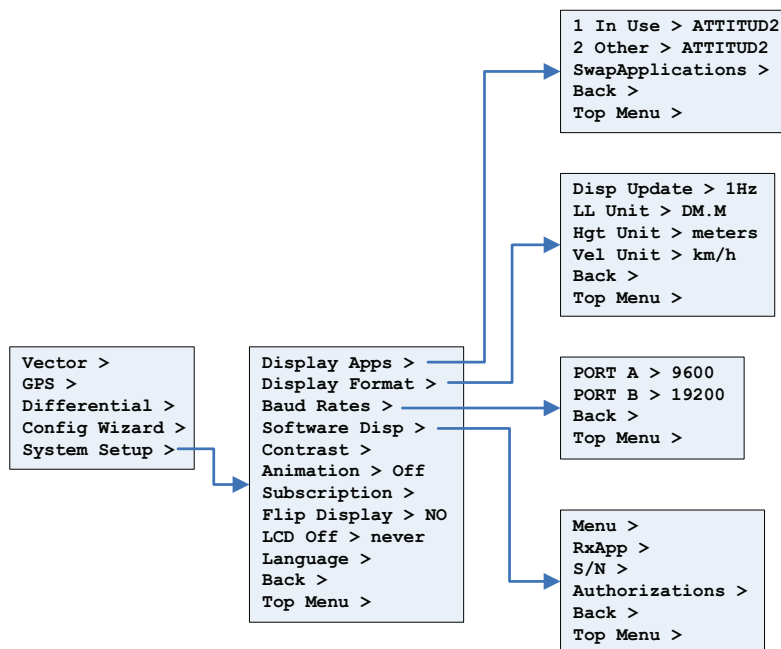 Vector >
GPS >
Differential >
Config Wizard >
System Setup >
Display Apps >
Display Format >
Baud Rates >
Software Disp >
Contrast >
Animation > Off
Subscription >
Flip Display > NO
LCD Off > never
Language >
Back >
Top Menu >
1 In Use > ATTITUD2
2 Other > ATTITUD2
SwapApplications >
Back >
Top Menu >
Disp Update > 1Hz
LL Unit > DM.M
Hgt Unit > meters
Vel Unit > km/h
Back >
Top Menu >
PORT A > 9600
PORT B > 19200
Back >
Top Menu >
Menu >
RxApp >
S/N >
Authorizations >
Back >
Top Menu >